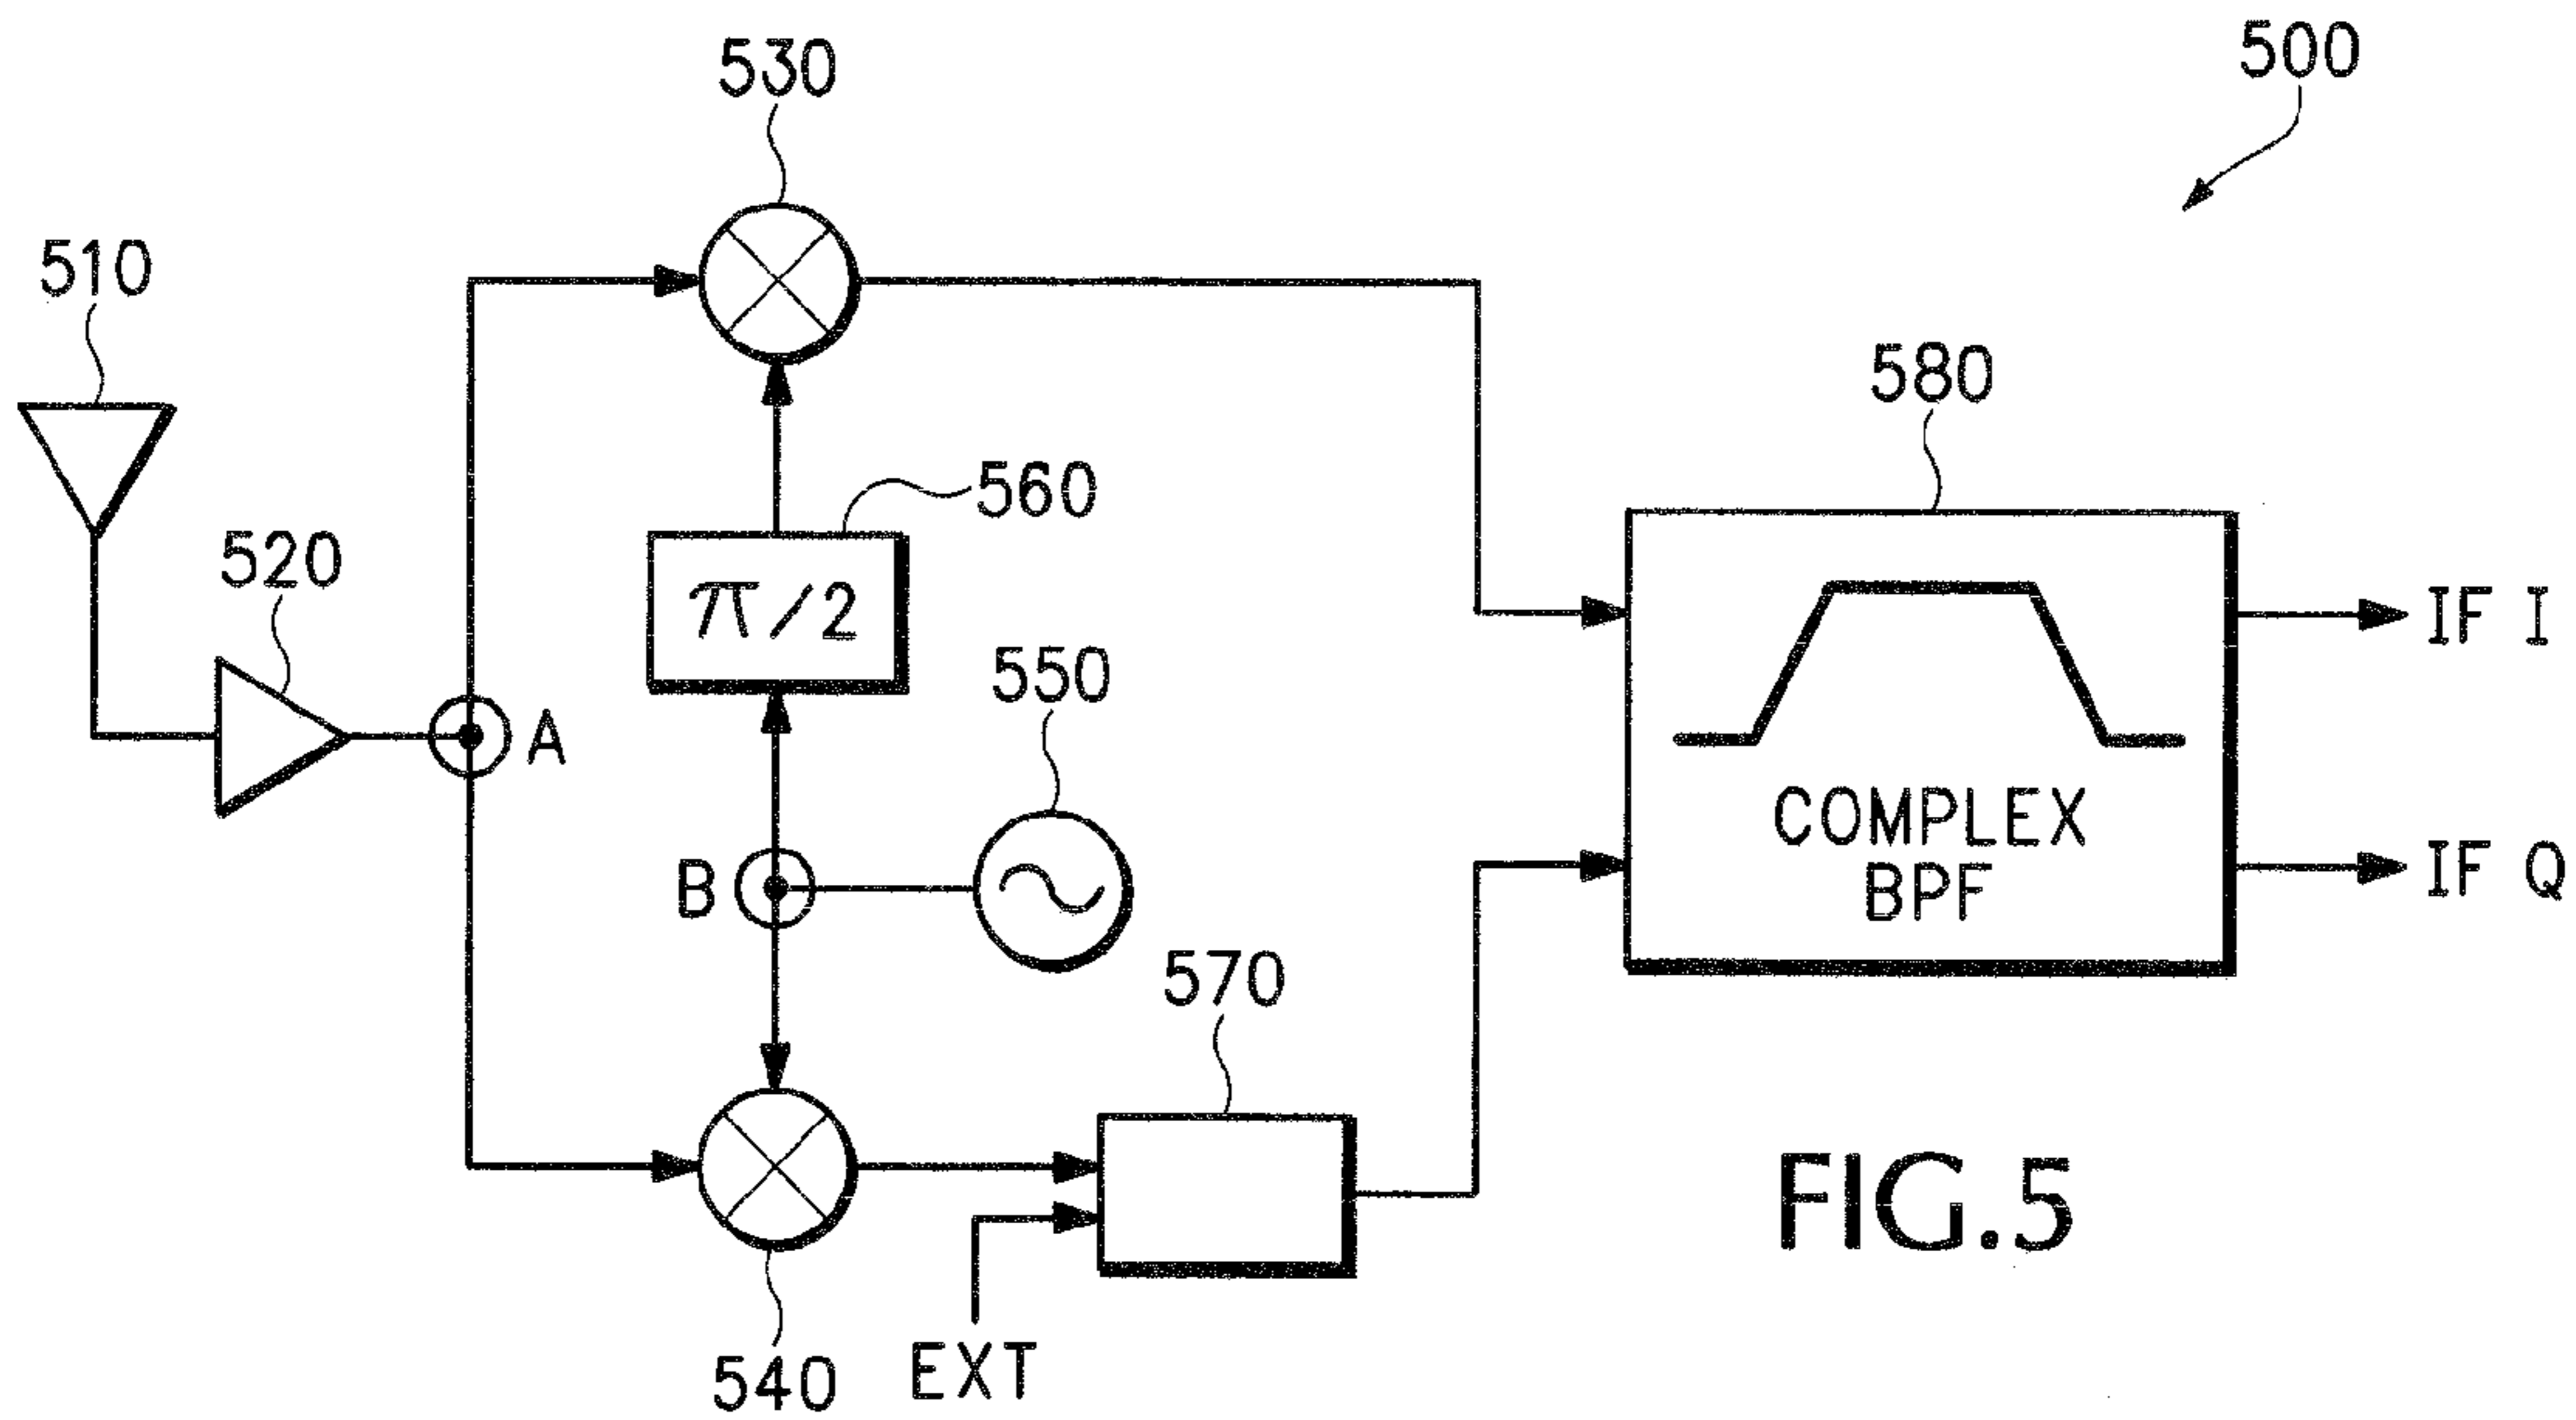 500
530
510
580
560
520
π/2
550
IF I
A
COMPLEX
BPF
B
IF Q
570
FIG.5
EXT
540